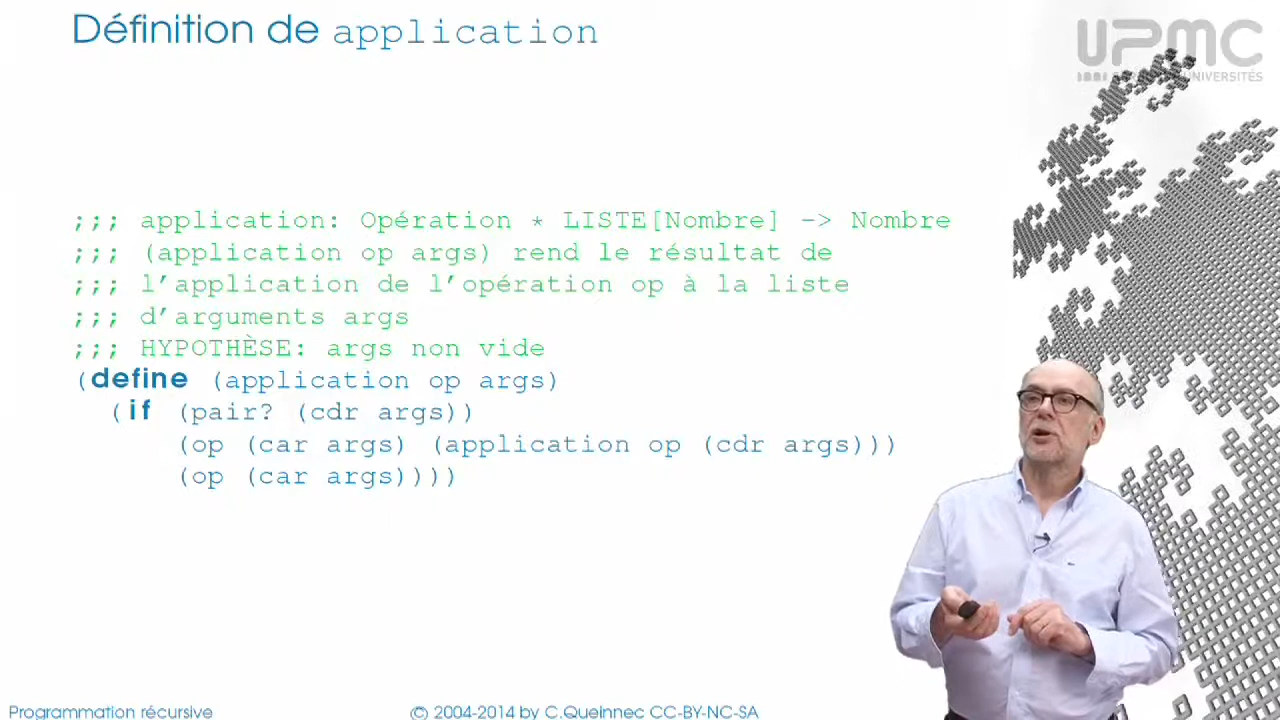 Définition de application
UPMC
UNIVERSITÉS
;;; application: Opération * LISTE[Nombre] -> Nombre
;;; (application op args) rend le résultat de
;;; l’application de l’opération op à la liste
;;; d’arguments args
;;; HYPOTHÈSE: args non vide
(define (application op args)
(if (pair? (cdr args))
(op (car args) (application op (cdr args)))
(op (car args))))
Programmation récursive
© 2004-2014 by C.Queinnec CC-BY-NC-SA